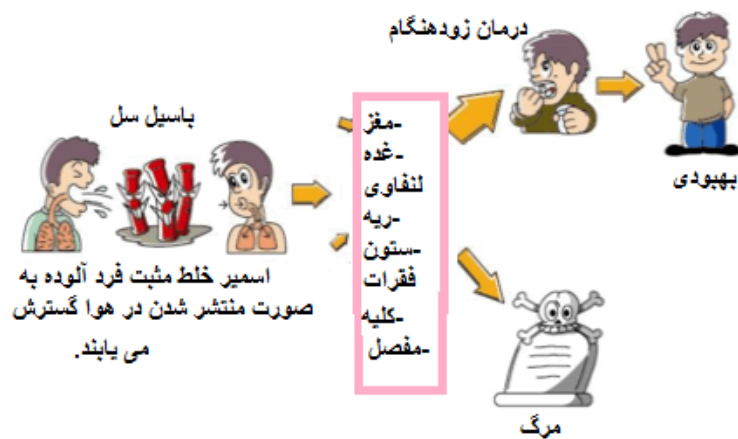 درمان زودهنگام
باسیل سل
-مغز
-غده
لنفاوی
-ریه
-ستون
فقرات
-کلیه
-مفصل
بهبودی
اسمیر خلط مثبت فرد آلوده به
صورت منتشر شدن در هوا گسترش
می یابند.
مرگ